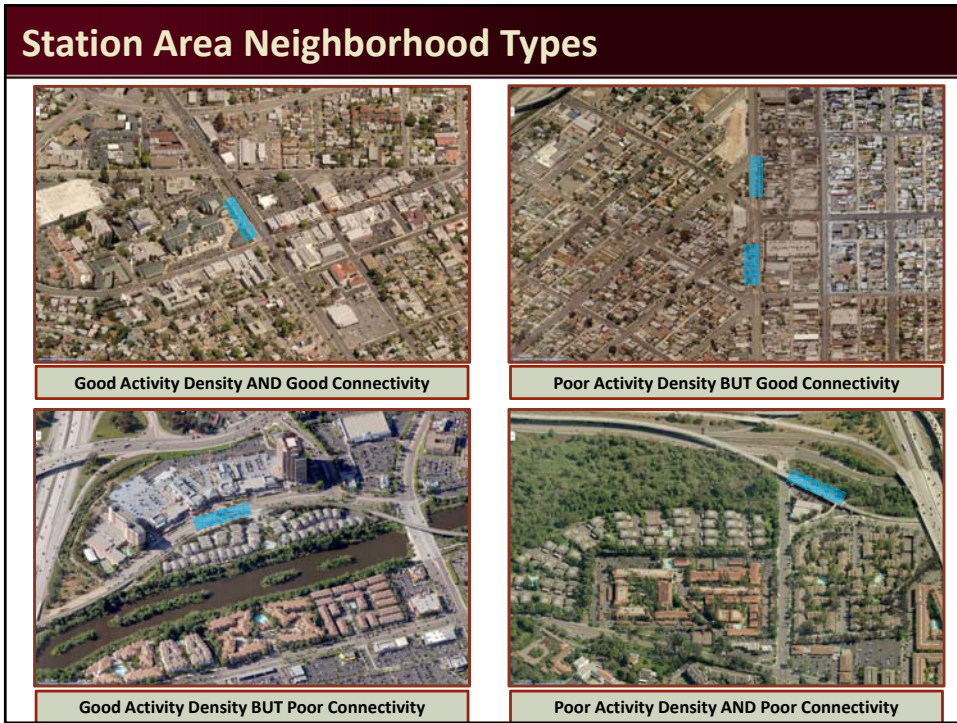 Station Area Neighborhood Types
Good Activity Density AND Good Connectivity
Poor Activity Density BUT Good Connectivity
Good Activity Density BUT Poor Connectivity
Poor Activity Density AND Poor Connectivity